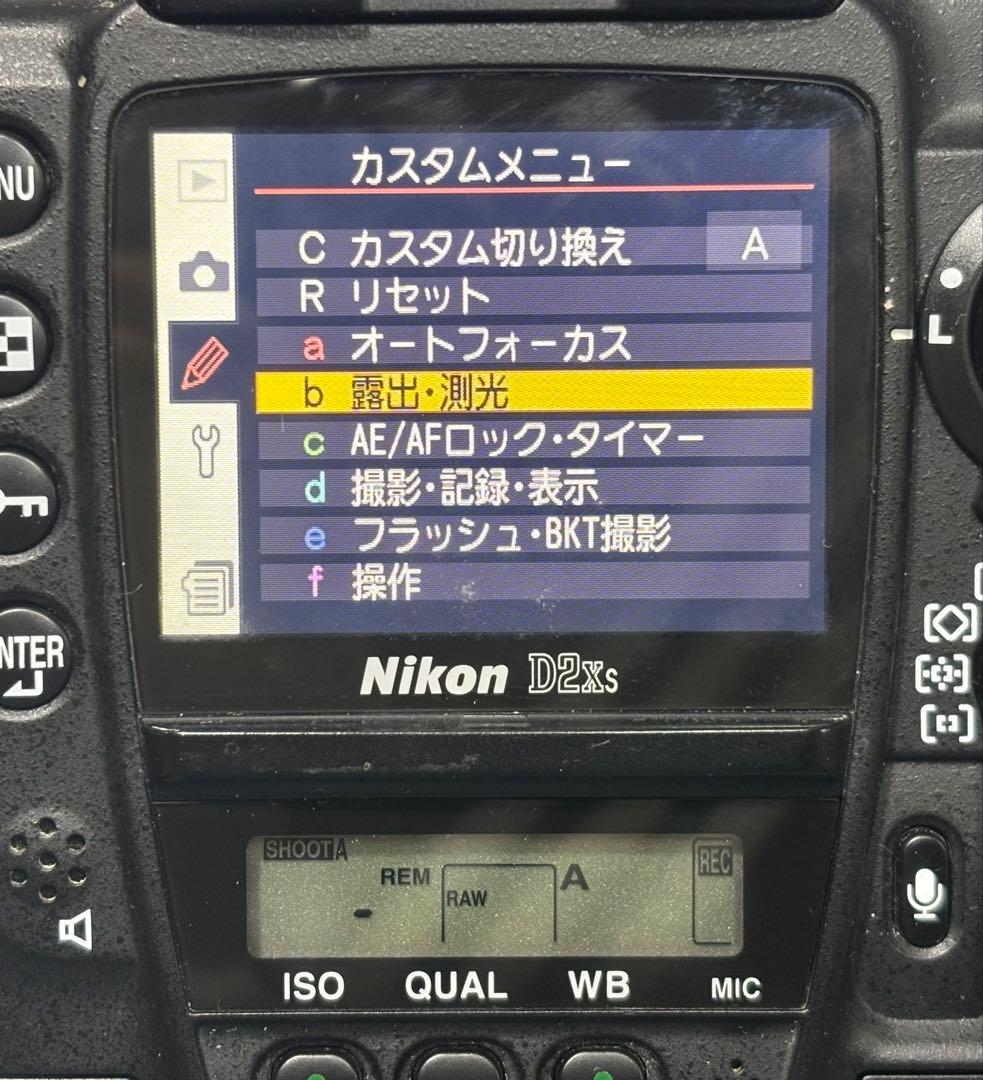 カスタムメニュー
C カスタム切り換え A
R リセット
a オートフォーカス
b 露出・測光
c AE/AFロック・タイマー
d 撮影・記録・表示
e フラッシュ・BKT撮影
f 操作
Nikon D2Xs
NU
L
NTER
SHOOT A
REM RAW A REC
-
ISO QUAL WB MIC